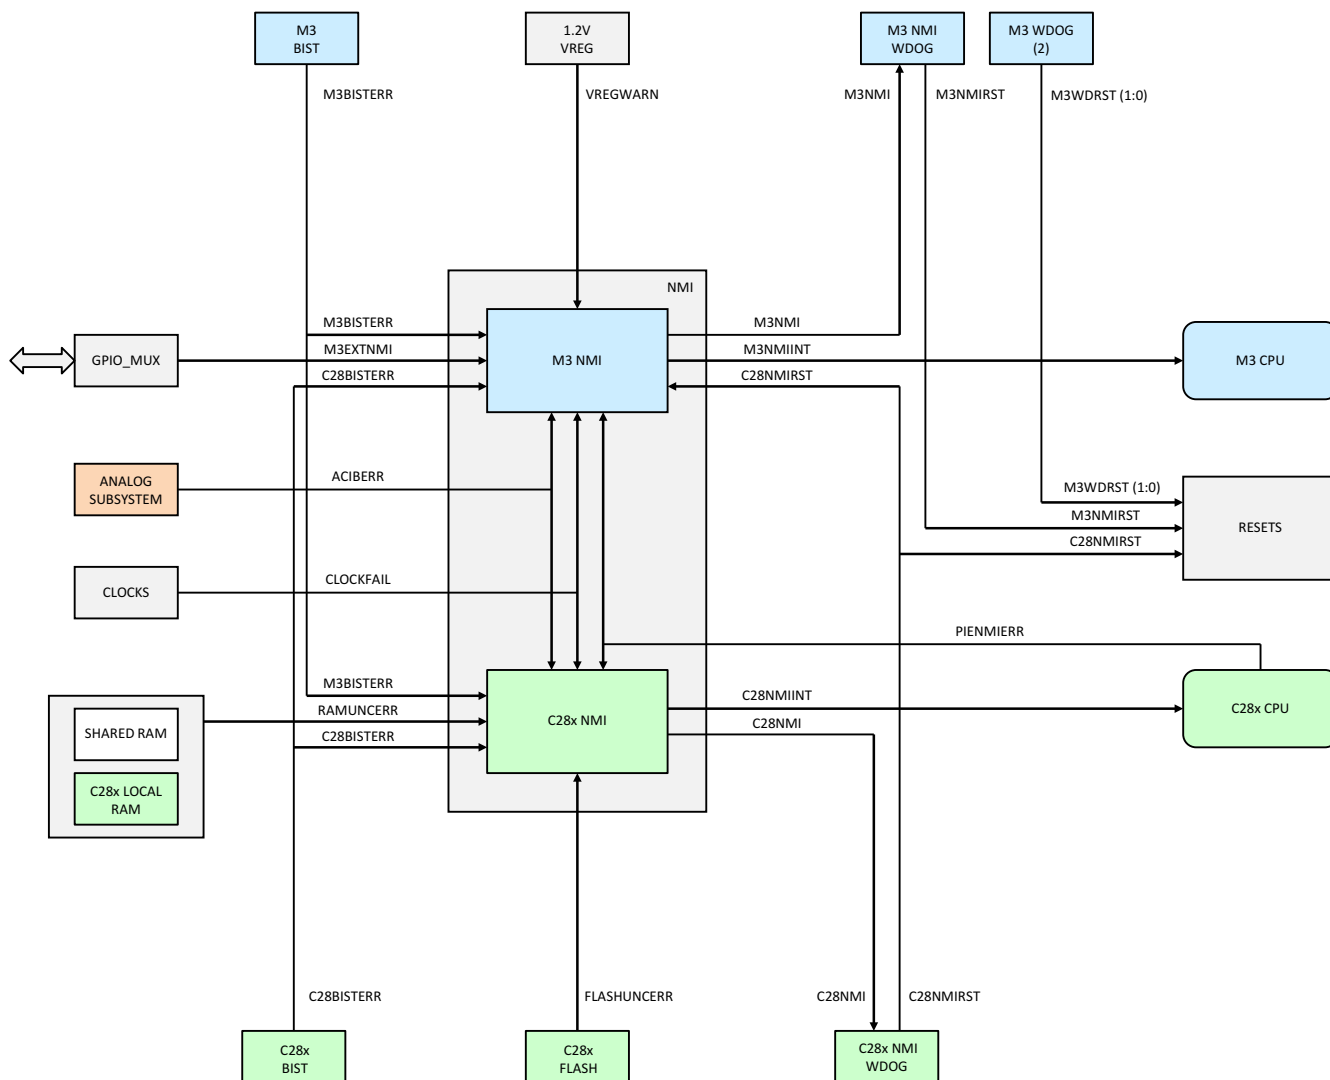 M3
BIST
1.2V
VREG
M3 NMI
WDOG
M3 WDOG
(2)
M3BISTERR
VREGWARN
M3NMI
M3NMIRST
M3WDRST (1:0)
NMI
M3BISTERR
M3NMI
GPIO_MUX
M3EXTNMI
M3 NMI
M3NMIINT
M3 CPU
C28BISTERR
C28NMIRST
ANALOG
SUBSYSTEM
ACIBERR
M3WDRST (1:0)
M3NMIRST
RESETS
C28NMIRST
CLOCKS
CLOCKFAIL
PIENMIERR
M3BISTERR
C28NMIINT
RAMUNCERR
C28x NMI
C28NMI
C28x CPU
SHARED RAM
C28BISTERR
C28x LOCAL
RAM
C28BISTERR
FLASHUNCERR
C28NMI
C28NMIRST
C28x
BIST
C28x
FLASH
C28x NMI
WDOG